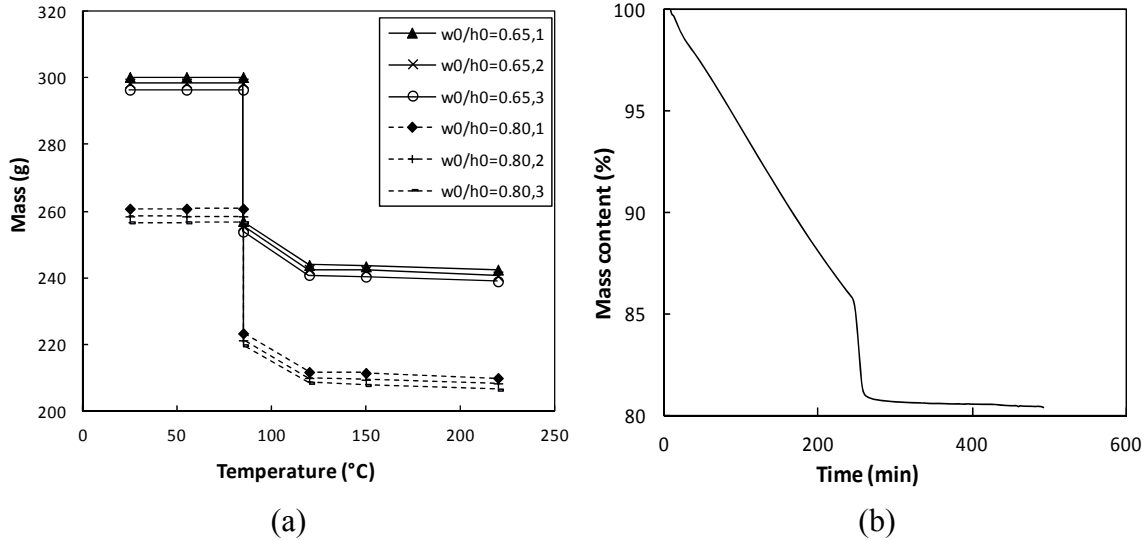 320
300
280
260
240
220
200
0
50
100
150
200
250
Mass (g)
Temperature (°C)
w0/h0=0.65,1
w0/h0=0.65,2
w0/h0=0.65,3
w0/h0=0.80,1
w0/h0=0.80,2
w0/h0=0.80,3
(a)
100
95
90
85
80
0
200
400
600
Mass content (%)
Time (min)
(b)